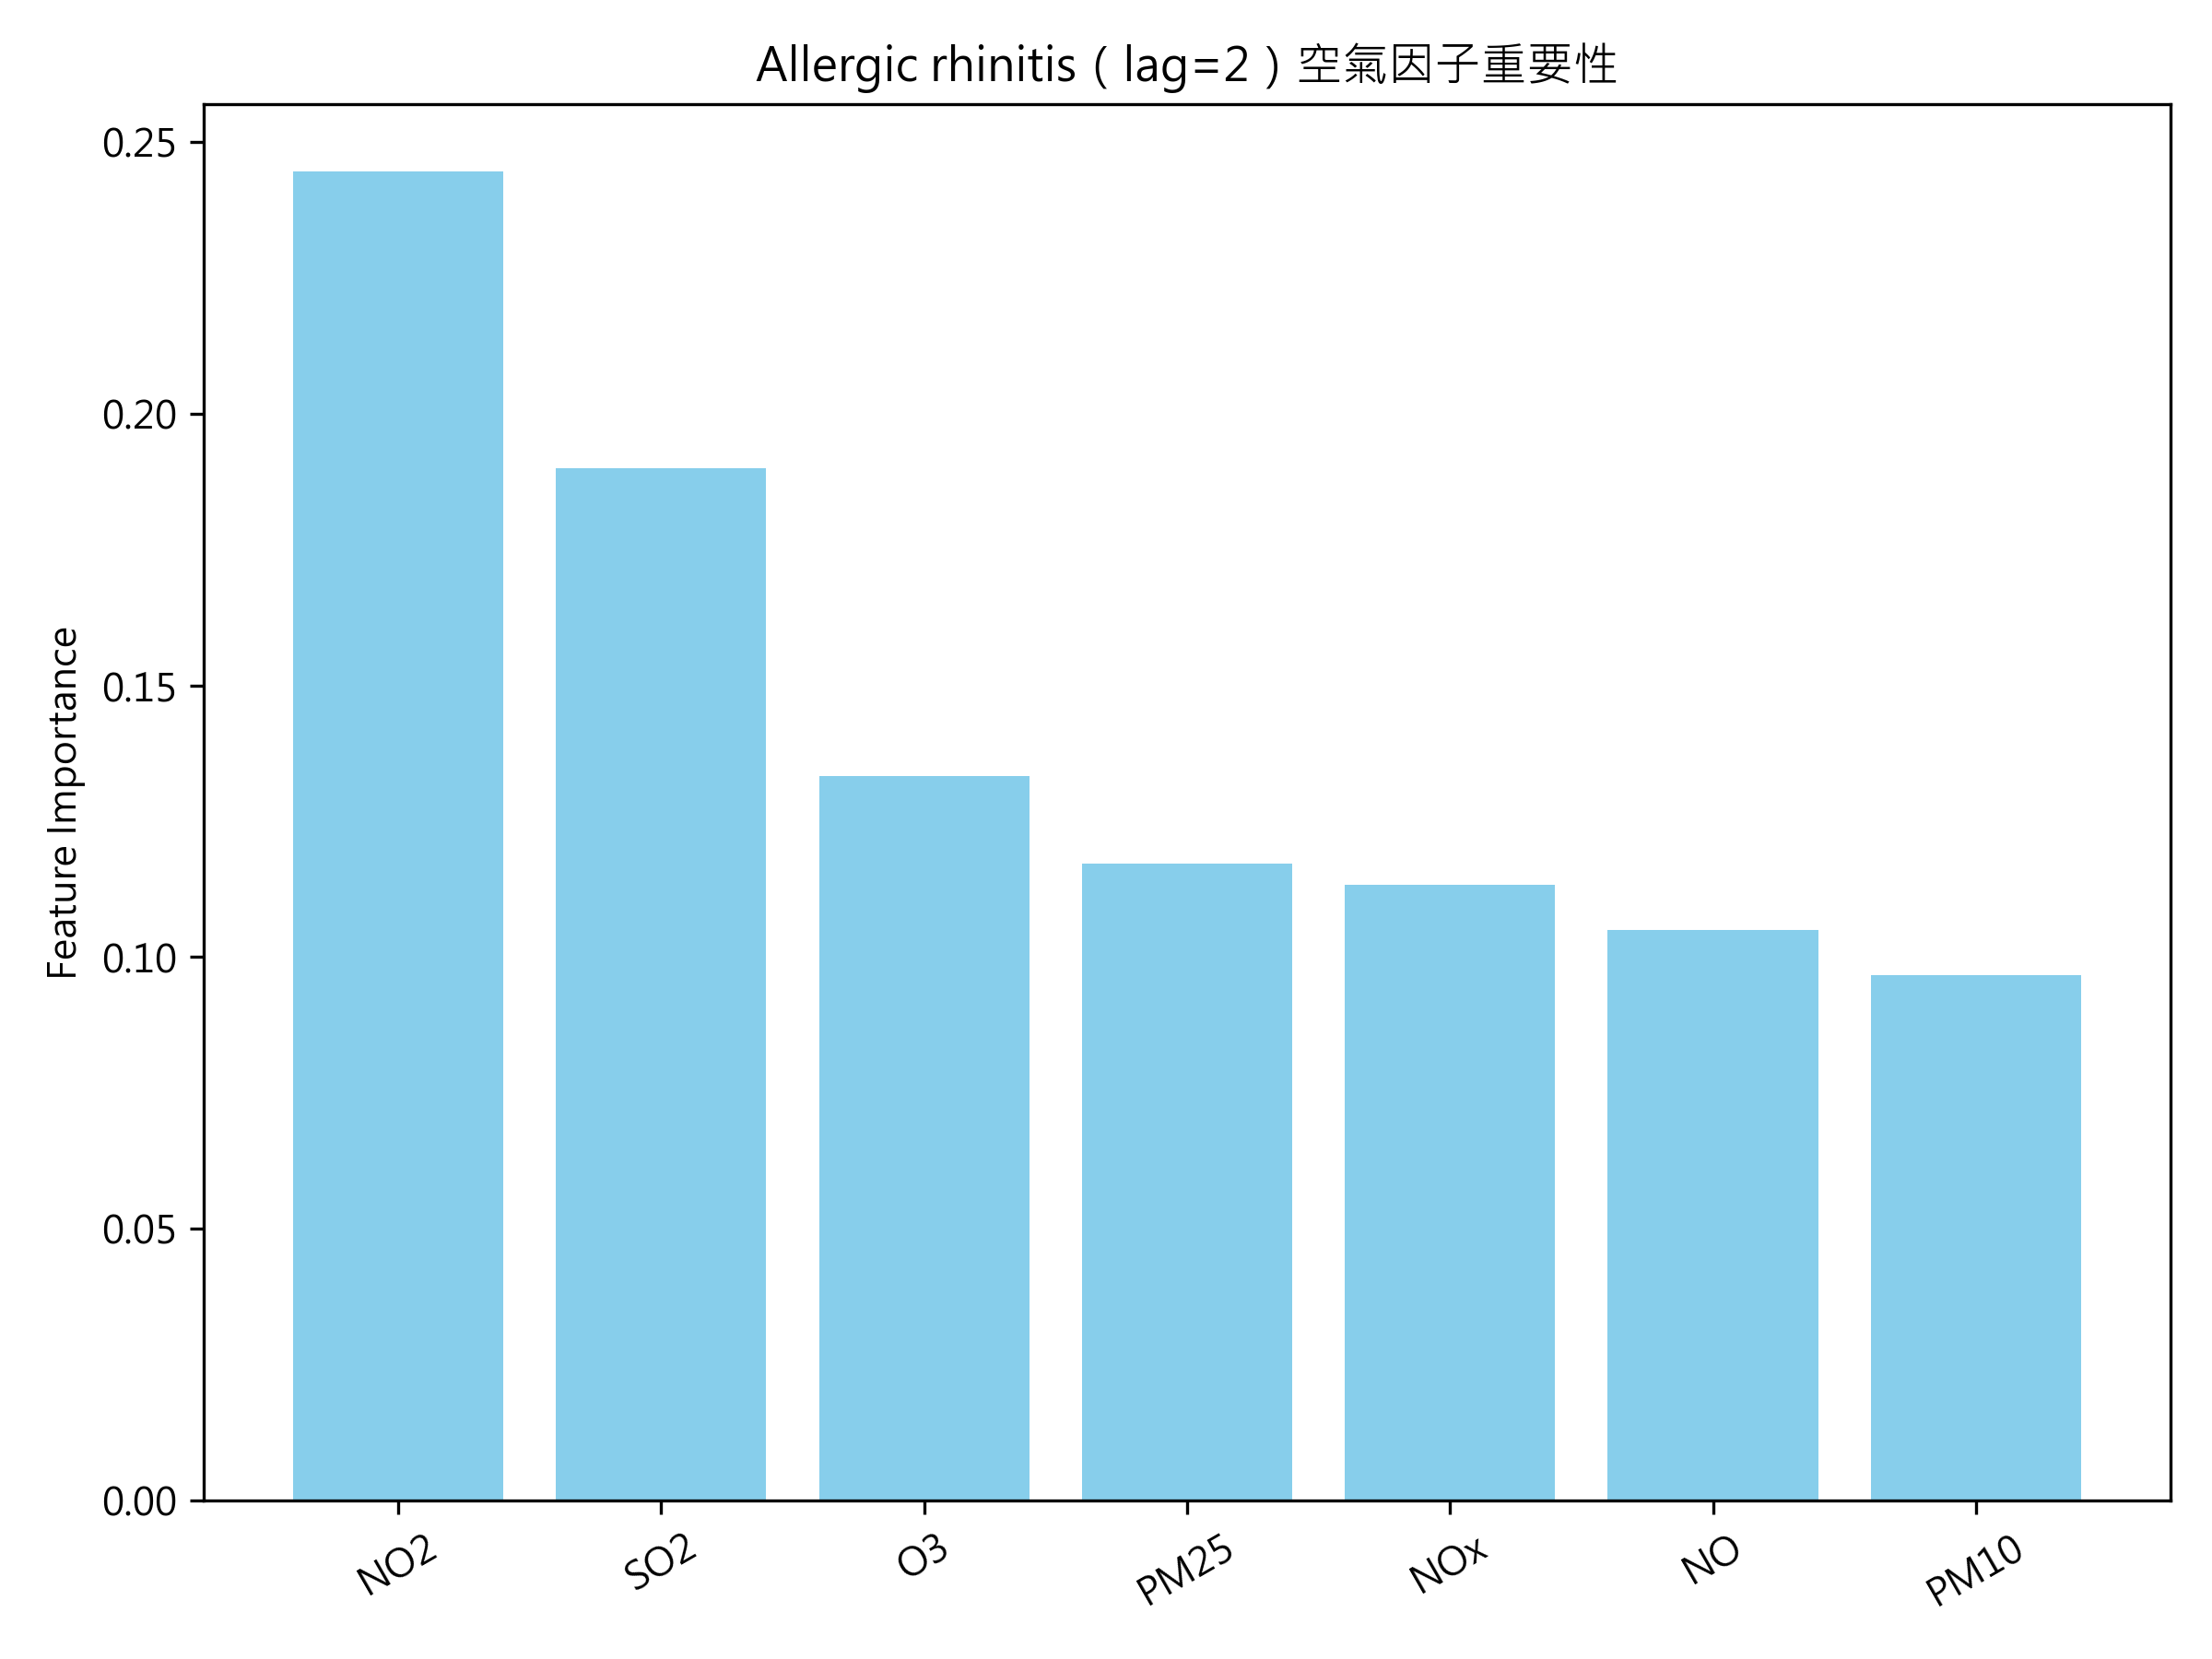 Allergic rhinitis（lag=2）空氣因子重要性
Feature Importance
0.25
0.20
0.15
0.10
0.05
0.00
NO2
SO2
O3
PM25
NOx
NO
PM10